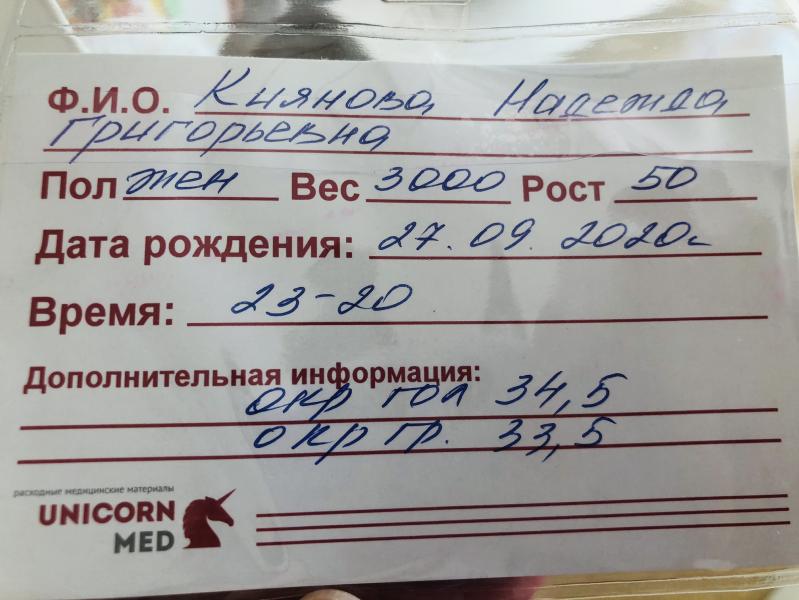 Ф.И.О. Киянова Надежда
Григорьевна
Пол жен Вес 3000 Рост 50
Дата рождения: 27.09.2020г
Время: 23-20
Дополнительная информация:
окр гол 34,5
окр гр. 33,5
расходные медицинские материалы
UNICORN
MED